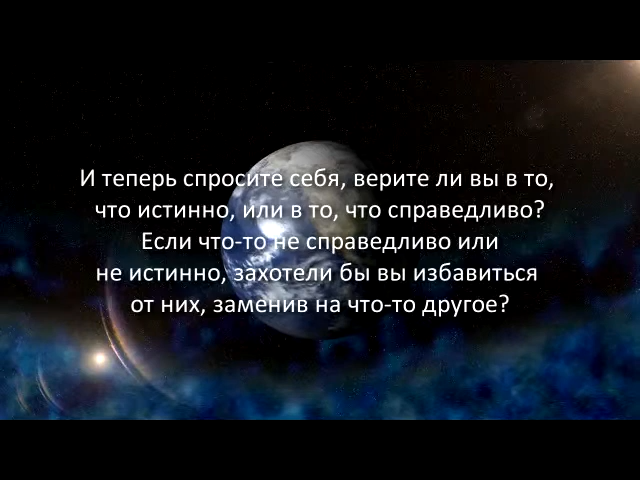 И теперь спросите себя, верите ли вы в то,
что истинно, или в то, что справедливо?
Если что-то не справедливо или
не истинно, захотели бы вы избавиться
от них, заменив на что-то другое?